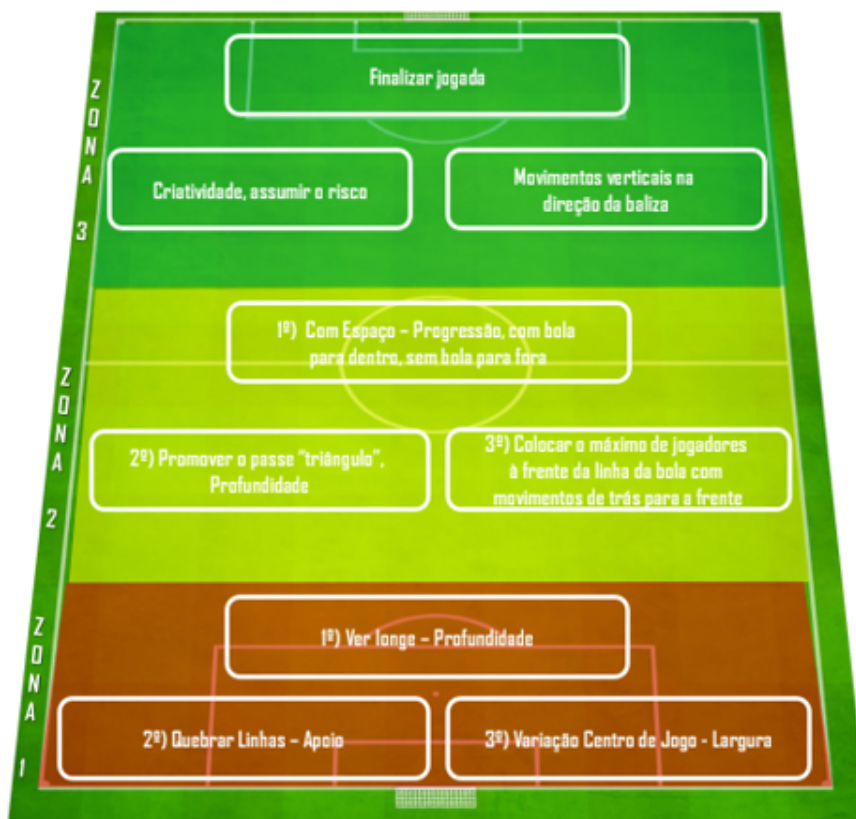 Finalizar jogada
ZONA 3
Criatividade, assumir o risco
Movimentos verticais na
direção da baliza
1º) Com Espaço – Progressão, com bola
para dentro, sem bola para fora
ZONA 2
2º) Promover o passe "triângulo",
Profundidade
3º) Colocar o máximo de jogadores
à frente da linha da bola com
movimentos de trás para a frente
1º) Ver longe – Profundidade
ZONA 1
2º) Quebrar Linhas – Apoio
3º) Variação Centro de Jogo - Largura